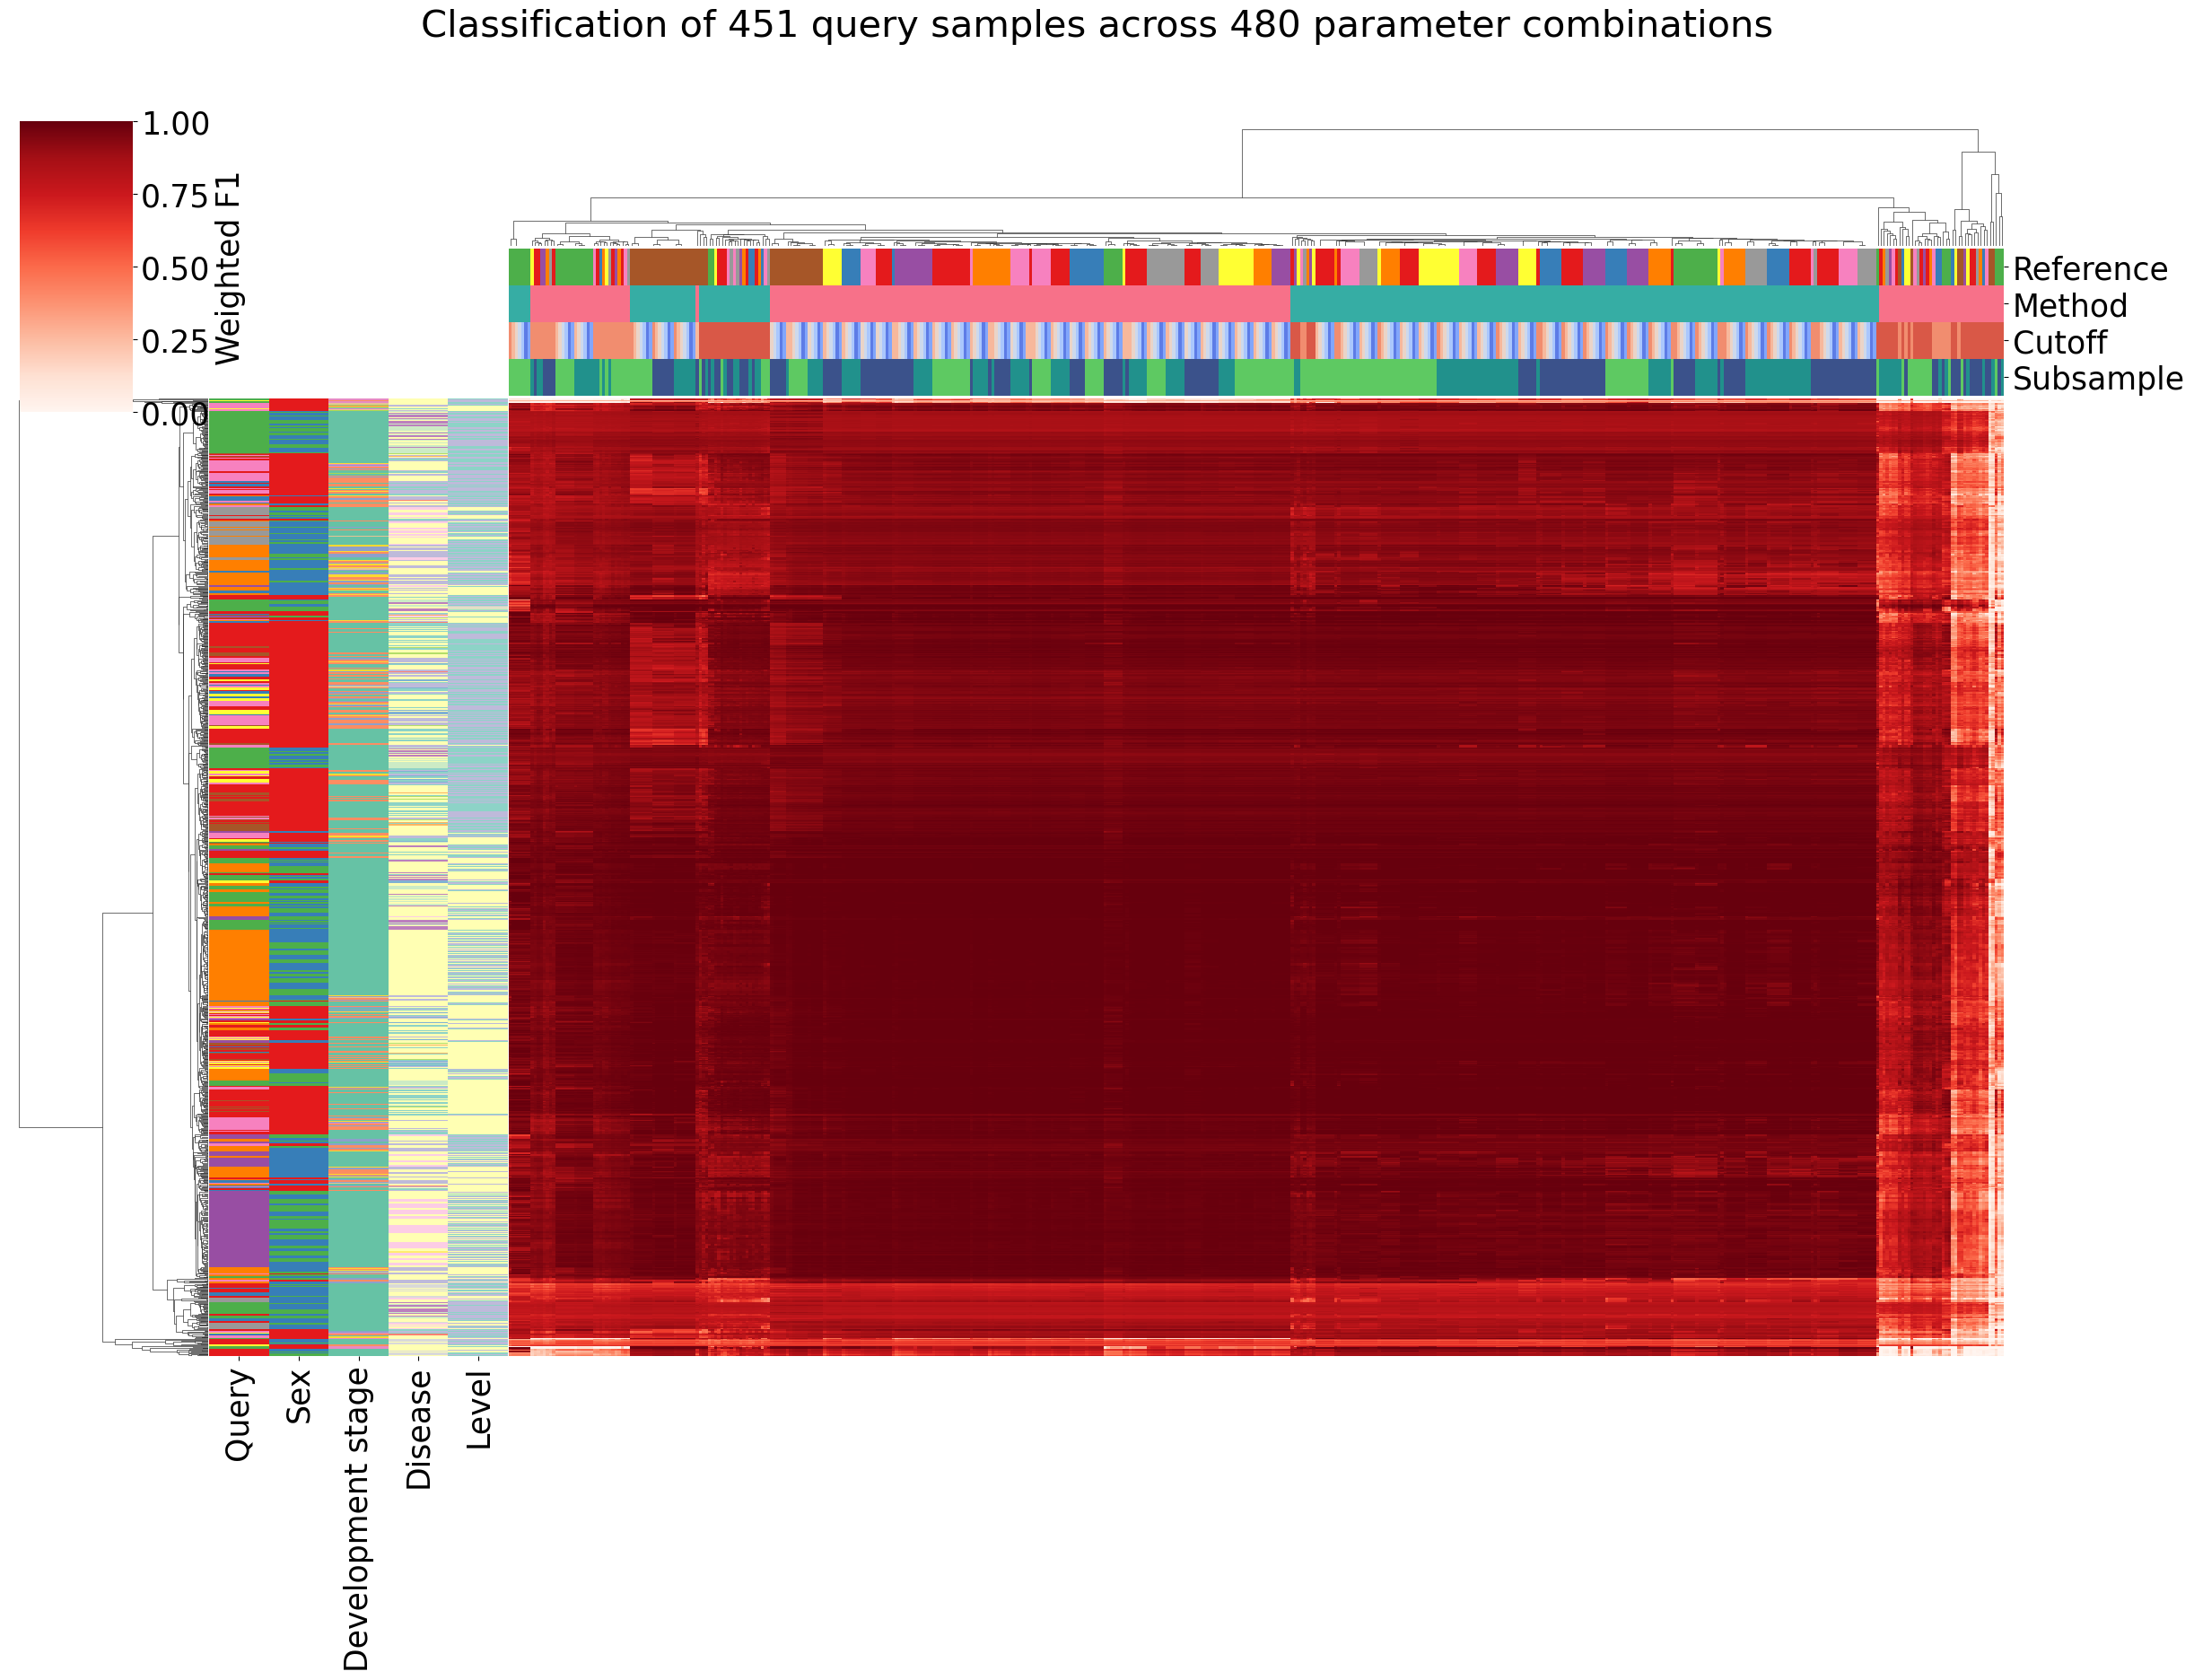 Classification of 451 query samples across 480 parameter combinations
1.00
0.75
0.50
0.25
0.00
Weighted F1
Reference
Method
Cutoff
Subsample
Query
Sex
Development stage
Disease
Level